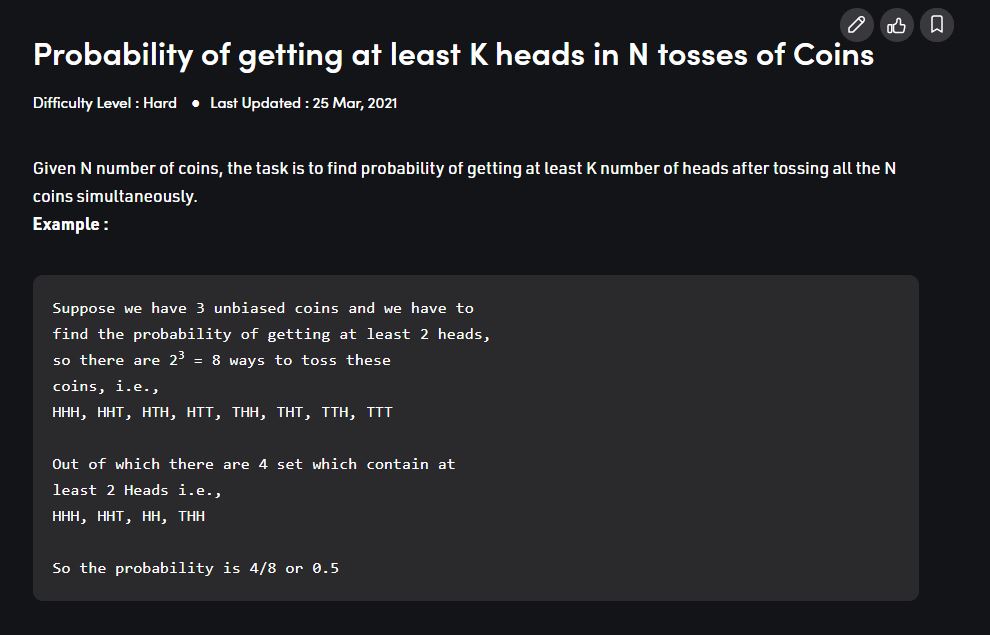 Probability of getting at least K heads in N tosses of Coins
Difficulty Level : Hard ● Last Updated : 25 Mar, 2021
Given N number of coins, the task is to find probability of getting at least K number of heads after tossing all the N
coins simultaneously.
Example :
Suppose we have 3 unbiased coins and we have to
find the probability of getting at least 2 heads,
so there are 2³ = 8 ways to toss these
coins, i.e.,
HHH, HHT, HTH, HTT, THH, THT, TTH, TTT
Out of which there are 4 set which contain at
least 2 Heads i.e.,
HHH, HHT, HH, THH
So the probability is 4/8 or 0.5